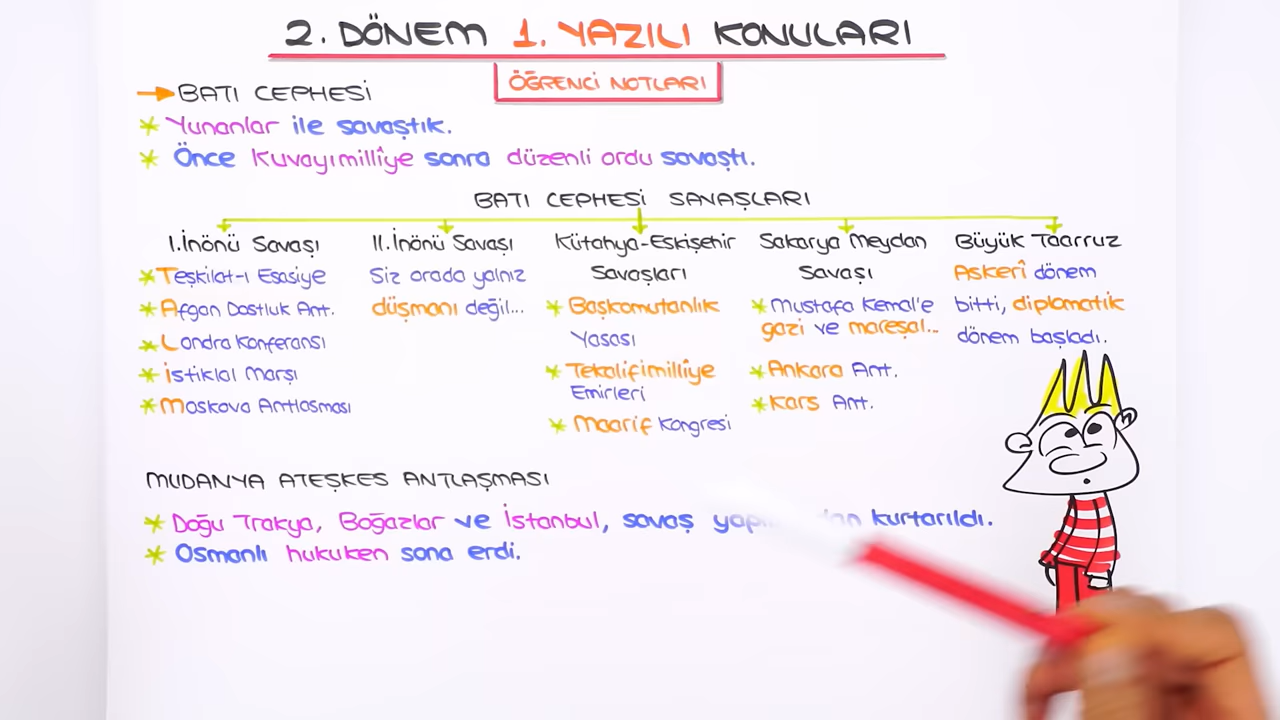 2. DÖNEM 1. YAZILI KONULARI
ÖĞRENCİ NOTLARI
→ BATI CEPHESİ
* Yunanlar ile savaştık.
* Önce Kuvayımillîye sonra düzenli ordu savaştı.
BATI CEPHESİ SAVAŞLARI
I.İnönü Savaşı
* Teşkilat-ı Esasiye
* Afgan Dostluk Ant.
* Londra Konferansı
* İstiklal Marşı
* Moskova Antlaşması
II.İnönü Savaşı
Siz orada yalnız
düşmanı değil...
Kütahya-Eskişehir
Savaşları
* Başkomutanlık
Yasası
* Tekalifimillîye
Emirleri
* Maarif Kongresi
Sakarya Meydan
Savaşı
* Mustafa Kemal'e
gazi ve mareşal...
* Ankara Ant.
* Kars Ant.
Büyük Taarruz
Askerî dönem
bitti, diplomatik
dönem başladı.
MUDANYA ATEŞKES ANTLAŞMASI
* Doğu Trakya, Boğazlar ve İstanbul, savaş kurtarıldı.
* Osmanlı hukuken sona erdi.